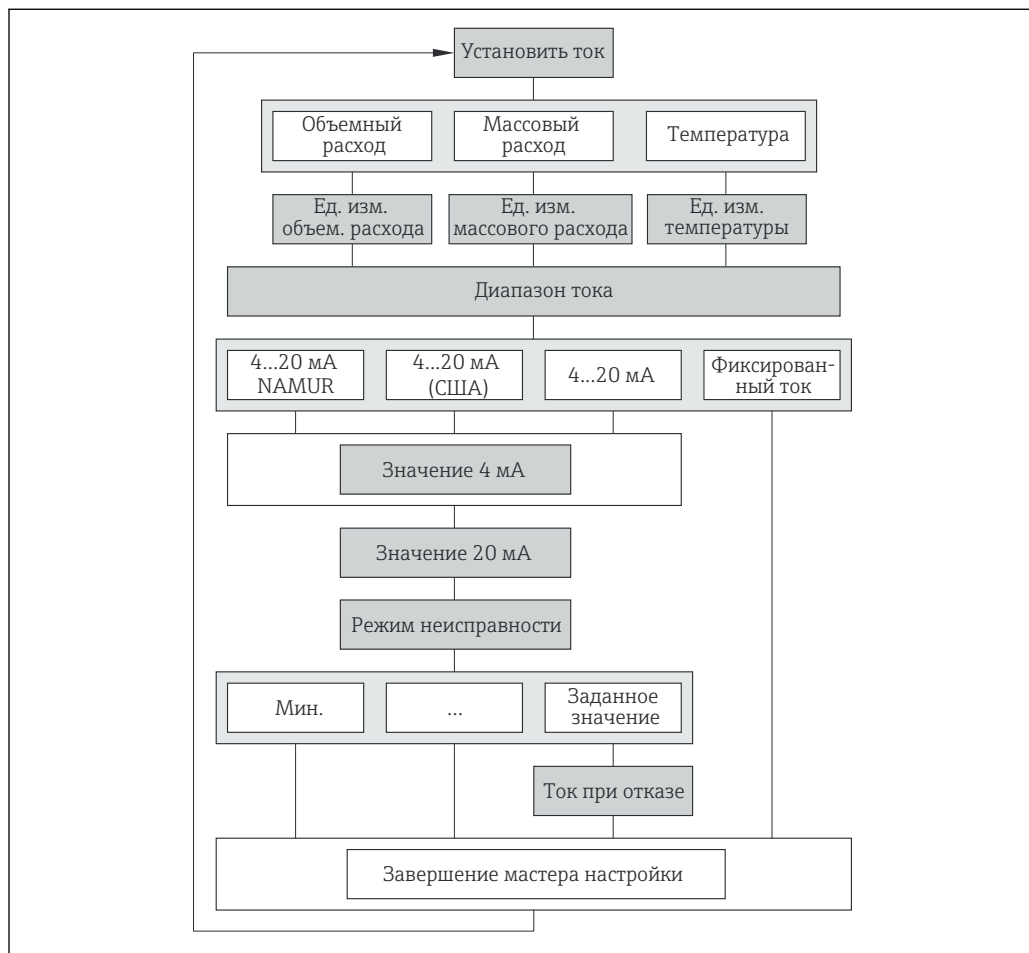 Установить ток
Объемный
расход
Массовый
расход
Температура
Ед. изм.
объем. расхода
Ед. изм.
массового расхода
Ед. изм.
температуры
Диапазон тока
4...20 мА
NAMUR
4...20 мА
(США)
4...20 мА
Фиксирован-
ный ток
Значение 4 мА
Значение 20 мА
Режим неисправности
Мин.
...
Заданное
значение
Ток при отказе
Завершение мастера настройки